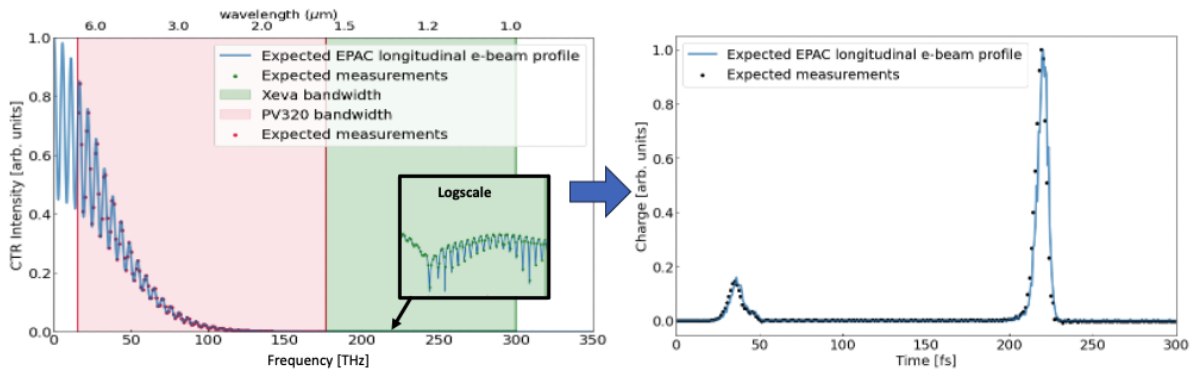 wavelength (μm)
6.0 3.0 2.0 1.5 1.2 1.0
1.0
0.8
0.6
0.4
0.2
0.0
CTR Intensity [arb. units]
Expected EPAC longitudinal e-beam profile
Expected measurements
Xeva bandwidth
PV320 bandwidth
Expected measurements
Logscale
0 50 100 150 200 250 300 350
Frequency [THz]
1.0
0.8
0.6
0.4
0.2
0.0
Charge [arb. units]
Expected EPAC longitudinal e-beam profile
Expected measurements
0 50 100 150 200 250 300
Time [fs]